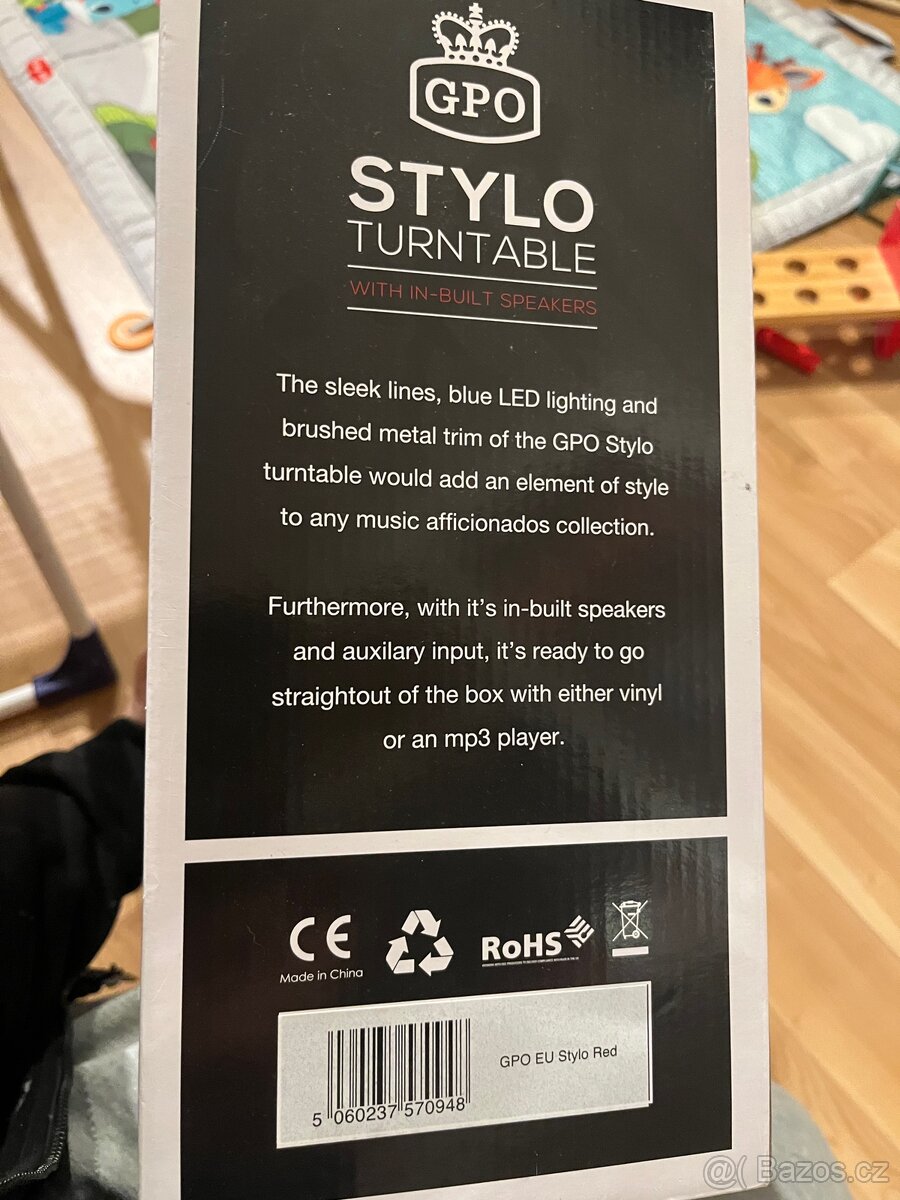 GPO
STYLO
TURNTABLE
WITH IN-BUILT SPEAKERS
The sleek lines, blue LED lighting and
brushed metal trim of the GPO Stylo
turntable would add an element of style
to any music afficionados collection.
Furthermore, with it's in-built speakers
and auxilary input, it's ready to go
straightout of the box with either vinyl
or an mp3 player.
CE
Made in China
RoHS
GPO EU Stylo Red
5 060237 570948
@( Bazos.cz